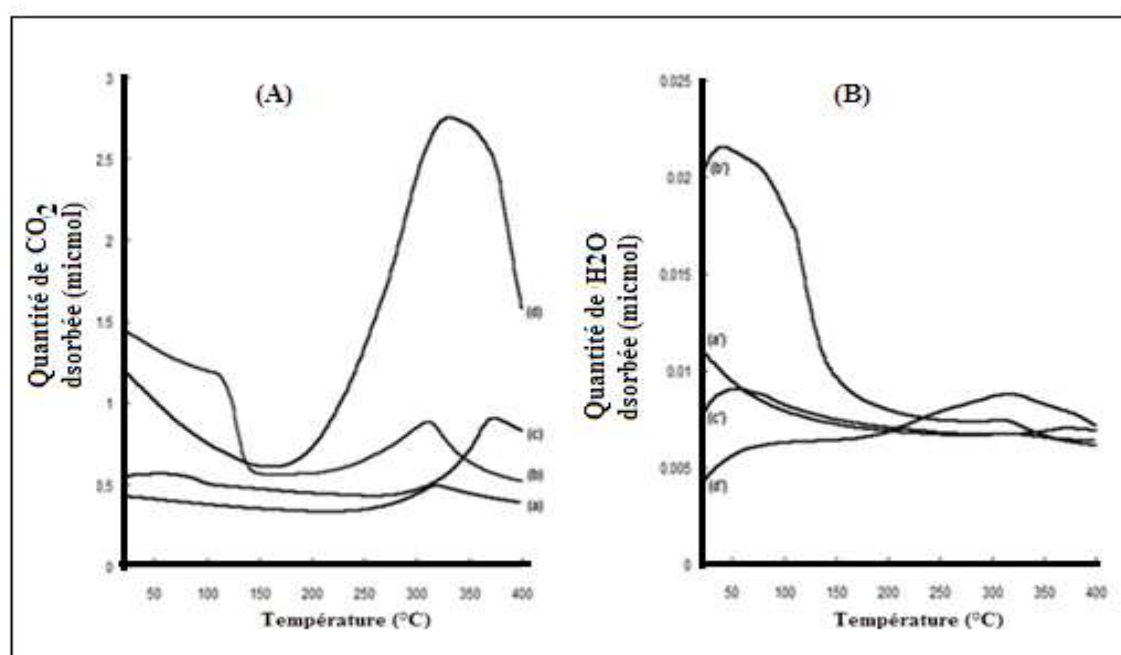 (A)
3
2.5
2
1.5
1
0.5
0
Quantité de CO2
dsorbée (micmol)
(d)
(c)
(b)
(a)
50 100 150 200 250 300 350 400
Température (°C)
(B)
0.025
0.02
0.015
0.01
0.005
0
Quantité de H2O
dsorbée (micmol)
(b')
(a')
(c')
(d')
50 100 150 200 250 300 350 400
Température (°C)